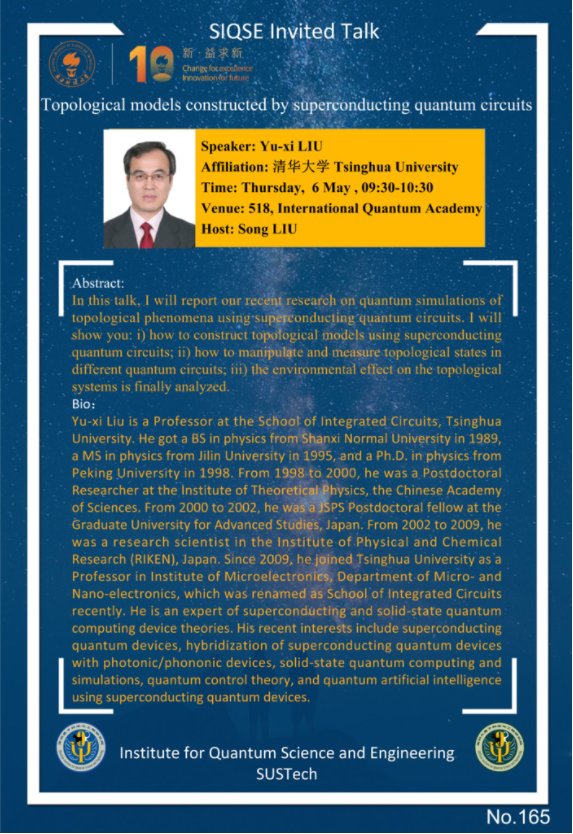 SIQSE Invited Talk
新·益求新
Change for excellence
Innovation for future
Topological models constructed by superconducting quantum circuits
Speaker: Yu-xi LIU
Affiliation: 清华大学 Tsinghua University
Time: Thursday, 6 May , 09:30-10:30
Venue: 518, International Quantum Academy
Host: Song LIU
Abstract:
In this talk, I will report our recent research on quantum simulations of
topological phenomena using superconducting quantum circuits. I will
show you: i) how to construct topological models using superconducting
quantum circuits; ii) how to manipulate and measure topological states in
different quantum circuits; iii) the environmental effect on the topological
systems is finally analyzed.
Bio:
Yu-xi Liu is a Professor at the School of Integrated Circuits, Tsinghua
University. He got a BS in physics from Shanxi Normal University in 1989,
a MS in physics from Jilin University in 1995, and a Ph.D. in physics from
Peking University in 1998. From 1998 to 2000, he was a Postdoctoral
Researcher at the Institute of Theoretical Physics, the Chinese Academy
of Sciences. From 2000 to 2002, he was a JSPS Postdoctoral fellow at the
Graduate University for Advanced Studies, Japan. From 2002 to 2009, he
was a research scientist in the Institute of Physical and Chemical
Research (RIKEN), Japan. Since 2009, he joined Tsinghua University as a
Professor in Institute of Microelectronics, Department of Micro- and
Nano-electronics, which was renamed as School of Integrated Circuits
recently. He is an expert of superconducting and solid-state quantum
computing device theories. His recent interests include superconducting
quantum devices, hybridization of superconducting quantum devices
with photonic/phononic devices, solid-state quantum computing and
simulations, quantum control theory, and quantum artificial intelligence
using superconducting quantum devices.
Institute for Quantum Science and Engineering
SUSTech
No.165